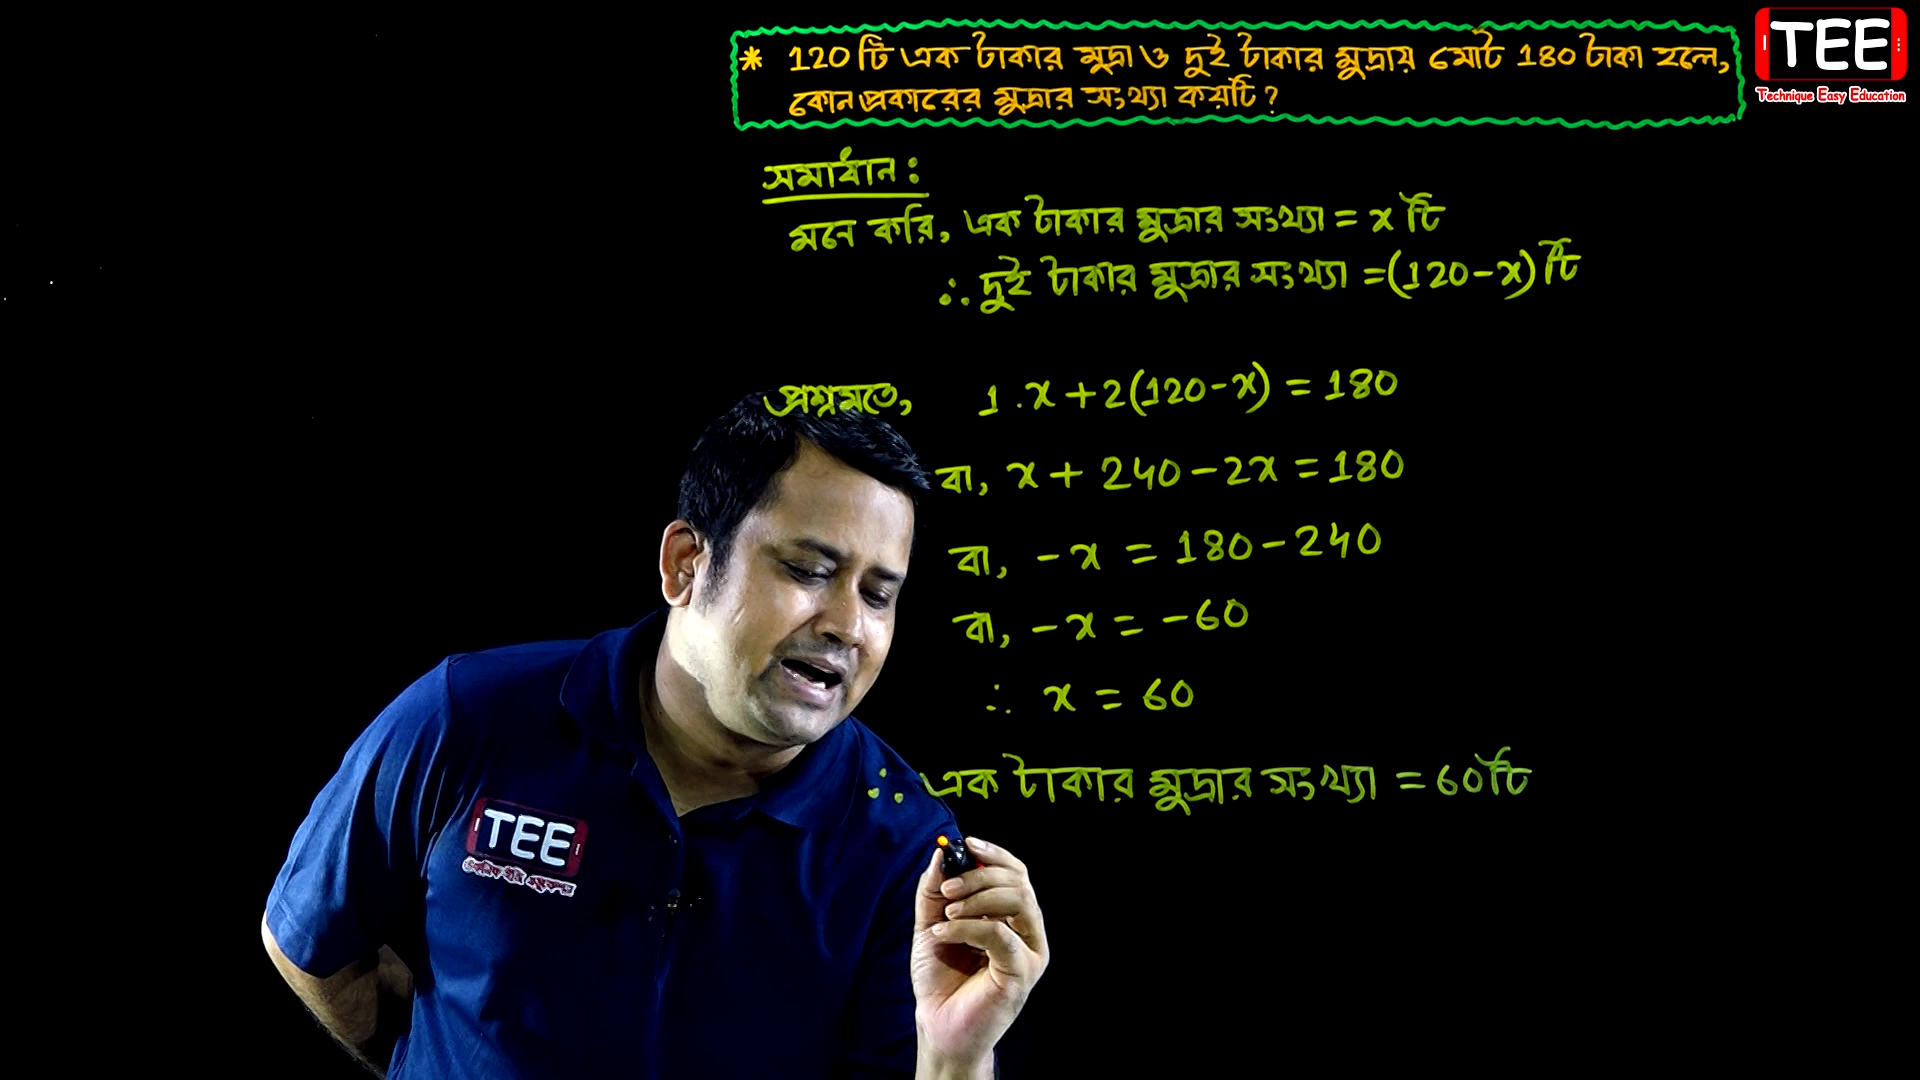 * 120 টি এক টাকার মুদ্রা ও দুই টাকার মুদ্রায় মোট 180 টাকা হলে,
কোন প্রকারের মুদ্রার সংখ্যা কয়টি ?
TEE
Technique Easy Education
সমাধান :
মনে করি, এক টাকার মুদ্রার সংখ্যা = x টি
∴ দুই টাকার মুদ্রার সংখ্যা =(120-x) টি
প্রশ্নমতে, 1.x+2(120-x) = 180
বা, x + 240-2x = 180
বা, -x = 180-240
বা, -x = -60
∴ x = 60
∴ এক টাকার মুদ্রার সংখ্যা = 60টি
TEE